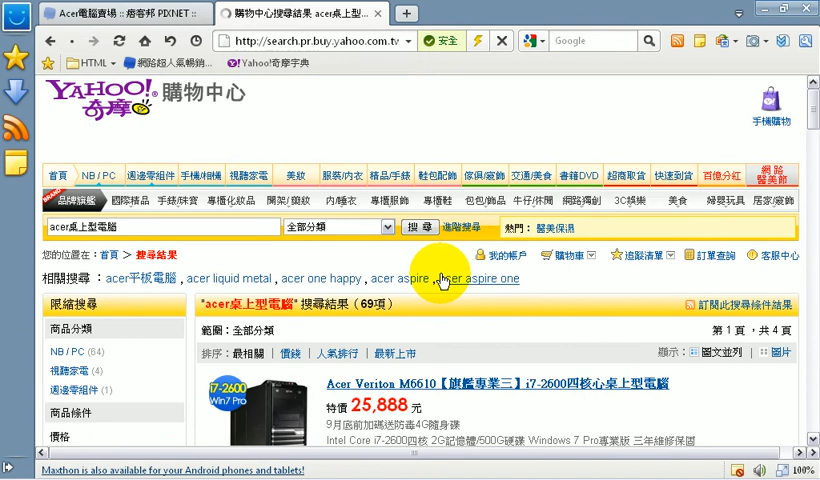 Acer電腦賣場 :: 痞客邦 PIXNET ::
購物中心搜尋結果 acer桌上型...
http://search.pr.buy.yahoo.com.tv
安全
Google
HTML
網路超人氣暢銷...
Yahoo!奇摩字典
YAHOO! 奇摩 購物中心
手機購物
首頁 NB / PC 週邊零組件 手機/相機 視聽家電 美妝 服裝/內衣 精品/手錶 鞋包配飾 傢俱/寢飾 交通/美食 書籍DVD 超商取貨 快速到貨 百億分紅 網路醫美節
BRAND 品牌旗艦 國際精品 手錶/珠寶 專櫃化妝品 開架/藥妝 內/睡衣 專櫃服飾 專櫃鞋 包包/飾品 牛仔/休閒 網路獨創 3C娛樂 美食 婦嬰玩具 居家/寢飾
acer桌上型電腦 全部分類 搜 尋 進階搜尋 熱門： 醫美保濕
您的位置在：首頁 > 搜尋結果 我的帳戶 購物車 追蹤清單 訂單查詢 客服中心
相關搜尋 ： acer平板電腦 , acer liquid metal , acer one happy , acer aspire , acer aspire one
限縮搜尋
"acer桌上型電腦" 搜尋結果（69項）
訂閱此搜尋條件結果
商品分類
範圍：全部分類
第 1 頁 ，共 4 頁
NB / PC (64)
視聽家電 (4)
週邊零組件 (1)
商品條件
價格
排序：最相關 價錢 人氣排行 最新上市
顯示： 圖文並列 圖片
i7-2600
Win7 Pro
Acer Veriton M6610【旗艦專業三】i7-2600四核心桌上型電腦
特價 25,888 元
9月底前加碼送防毒4G隨身碟
Intel Core i7-2600四核 2G記憶體/500G硬碟 Windows 7 Pro專業版 三年維修保固
Maxthon is also available for your Android phones and tablets!
100%